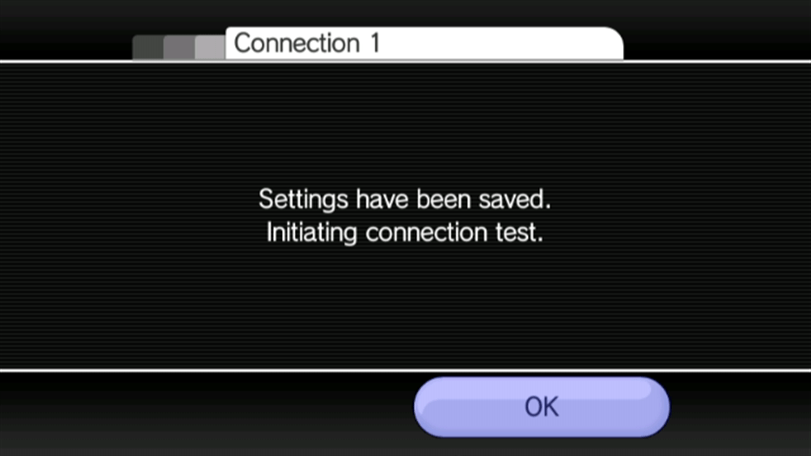 Connection 1
Settings have been saved.
Initiating connection test.
OK